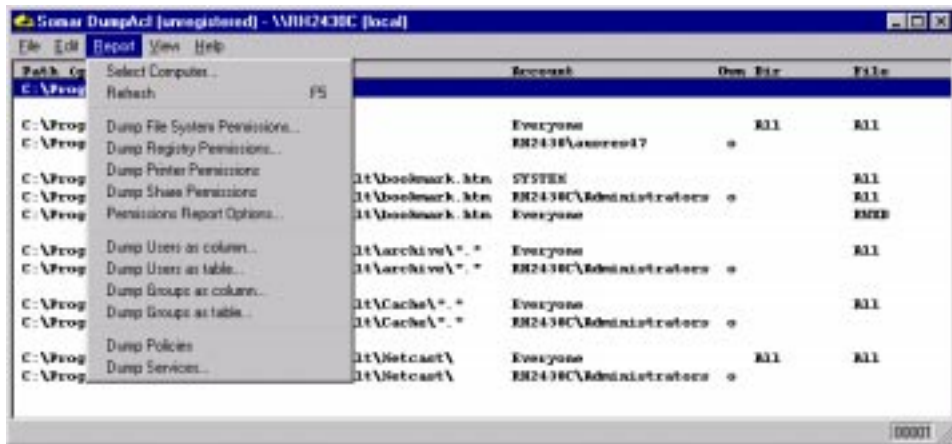 Somar DumpAcl (unregistered) - \\RH2430C (local)
File Edit Report View Help
Path Account Own Dir File
Select Computer...
Refresh F5
Dump File System Permissions...
Dump Registry Permissions...
Dump Printer Permissions
Dump Share Permissions
Permissions Report Options...
Dump Users as column...
Dump Users as table...
Dump Groups as column...
Dump Groups as table...
Dump Policies
Dump Services...
C:\Prog
C:\Prog Everyone All All
C:\Prog o
C:\Prog lt\bookmark.htm SYSTEM All
C:\Prog lt\bookmark.htm RH2430C\Administrators o All
C:\Prog lt\bookmark.htm Everyone RWXD
C:\Prog lt\archive\*.* Everyone All
C:\Prog lt\archive\*.* RH2430C\Administrators o
C:\Prog lt\Cache\*.* Everyone All
C:\Prog lt\Cache\*.* RH2430C\Administrators o
C:\Prog lt\Netcast\ Everyone All All
C:\Prog lt\Netcast\ RH2430C\Administrators o
00001